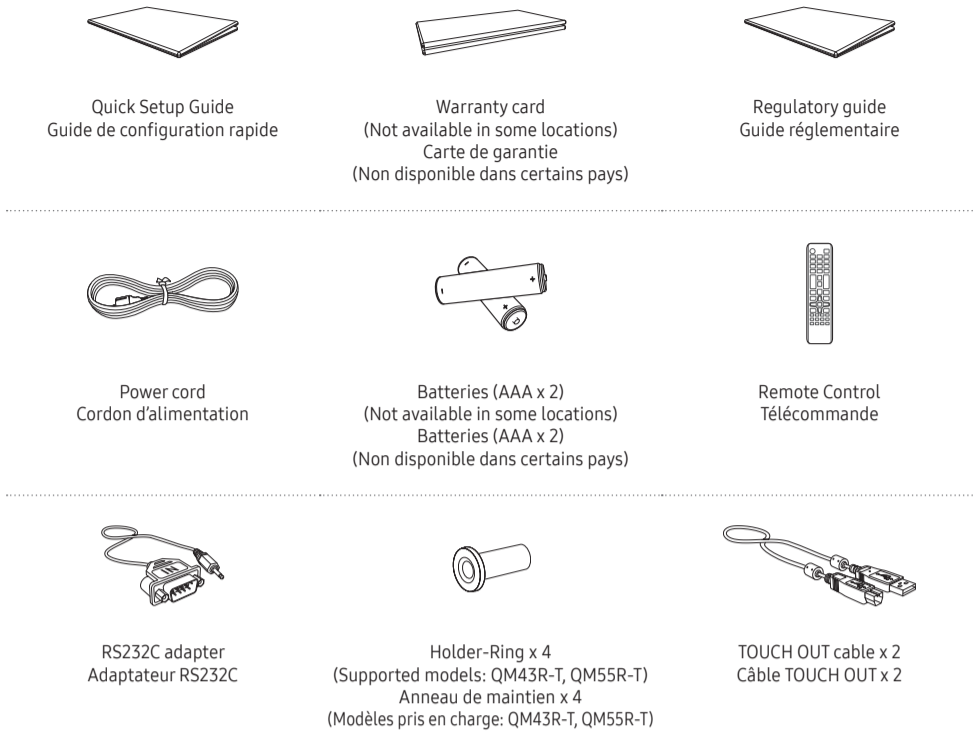 Quick Setup Guide
Guide de configuration rapide
Warranty card
(Not available in some locations)
Carte de garantie
(Non disponible dans certains pays)
Regulatory guide
Guide réglementaire
Power cord
Cordon d'alimentation
Batteries (AAA x 2)
(Not available in some locations)
Batteries (AAA x 2)
(Non disponible dans certains pays)
Remote Control
Télécommande
RS232C adapter
Adaptateur RS232C
Holder-Ring x 4
(Supported models: QM43R-T, QM55R-T)
Anneau de maintien x 4
(Modèles pris en charge: QM43R-T, QM55R-T)
TOUCH OUT cable x 2
Câble TOUCH OUT x 2